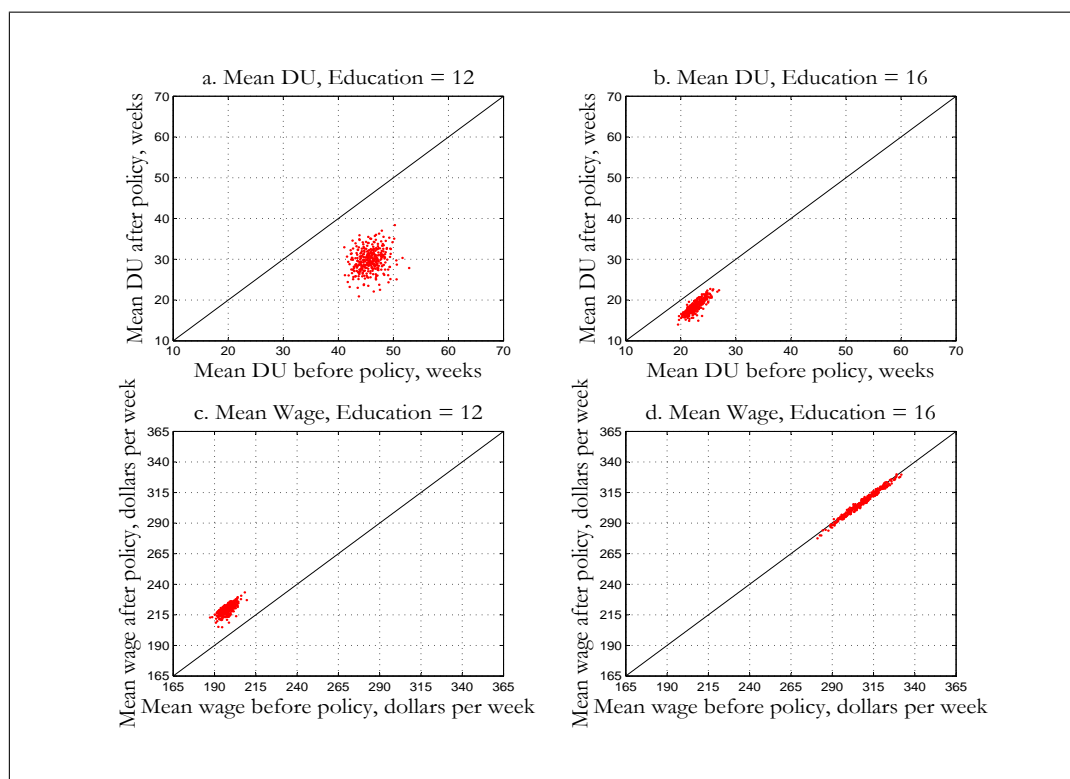 a. Mean DU, Education = 12
Mean DU after policy, weeks
70
60
50
40
30
20
10
10 20 30 40 50 60 70
Mean DU before policy, weeks
b. Mean DU, Education = 16
Mean DU after policy, weeks
70
60
50
40
30
20
10
10 20 30 40 50 60 70
Mean DU before policy, weeks
c. Mean Wage, Education = 12
Mean wage after policy, dollars per week
365
340
315
290
265
240
215
190
165
165 190 215 240 265 290 315 340 365
Mean wage before policy, dollars per week
d. Mean Wage, Education = 16
Mean wage after policy, dollars per week
365
340
315
290
265
240
215
190
165
165 190 215 240 265 290 315 340 365
Mean wage before policy, dollars per week